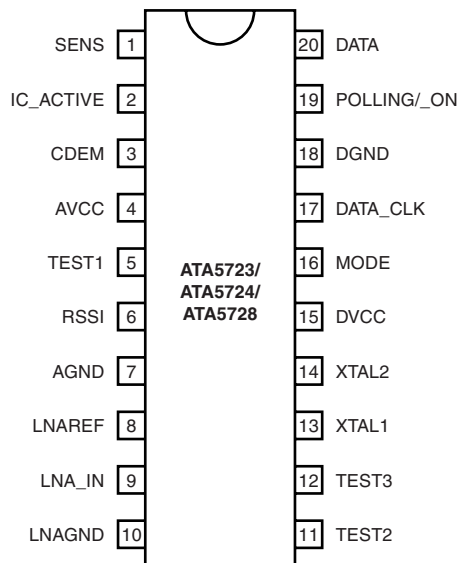 SENS 1 20 DATA
IC_ACTIVE 2 19 POLLING/_ON
CDEM 3 18 DGND
AVCC 4 17 DATA_CLK
TEST1 5 16 MODE
ATA5723/
ATA5724/
ATA5728
RSSI 6 15 DVCC
AGND 7 14 XTAL2
LNAREF 8 13 XTAL1
LNA_IN 9 12 TEST3
LNAGND 10 11 TEST2